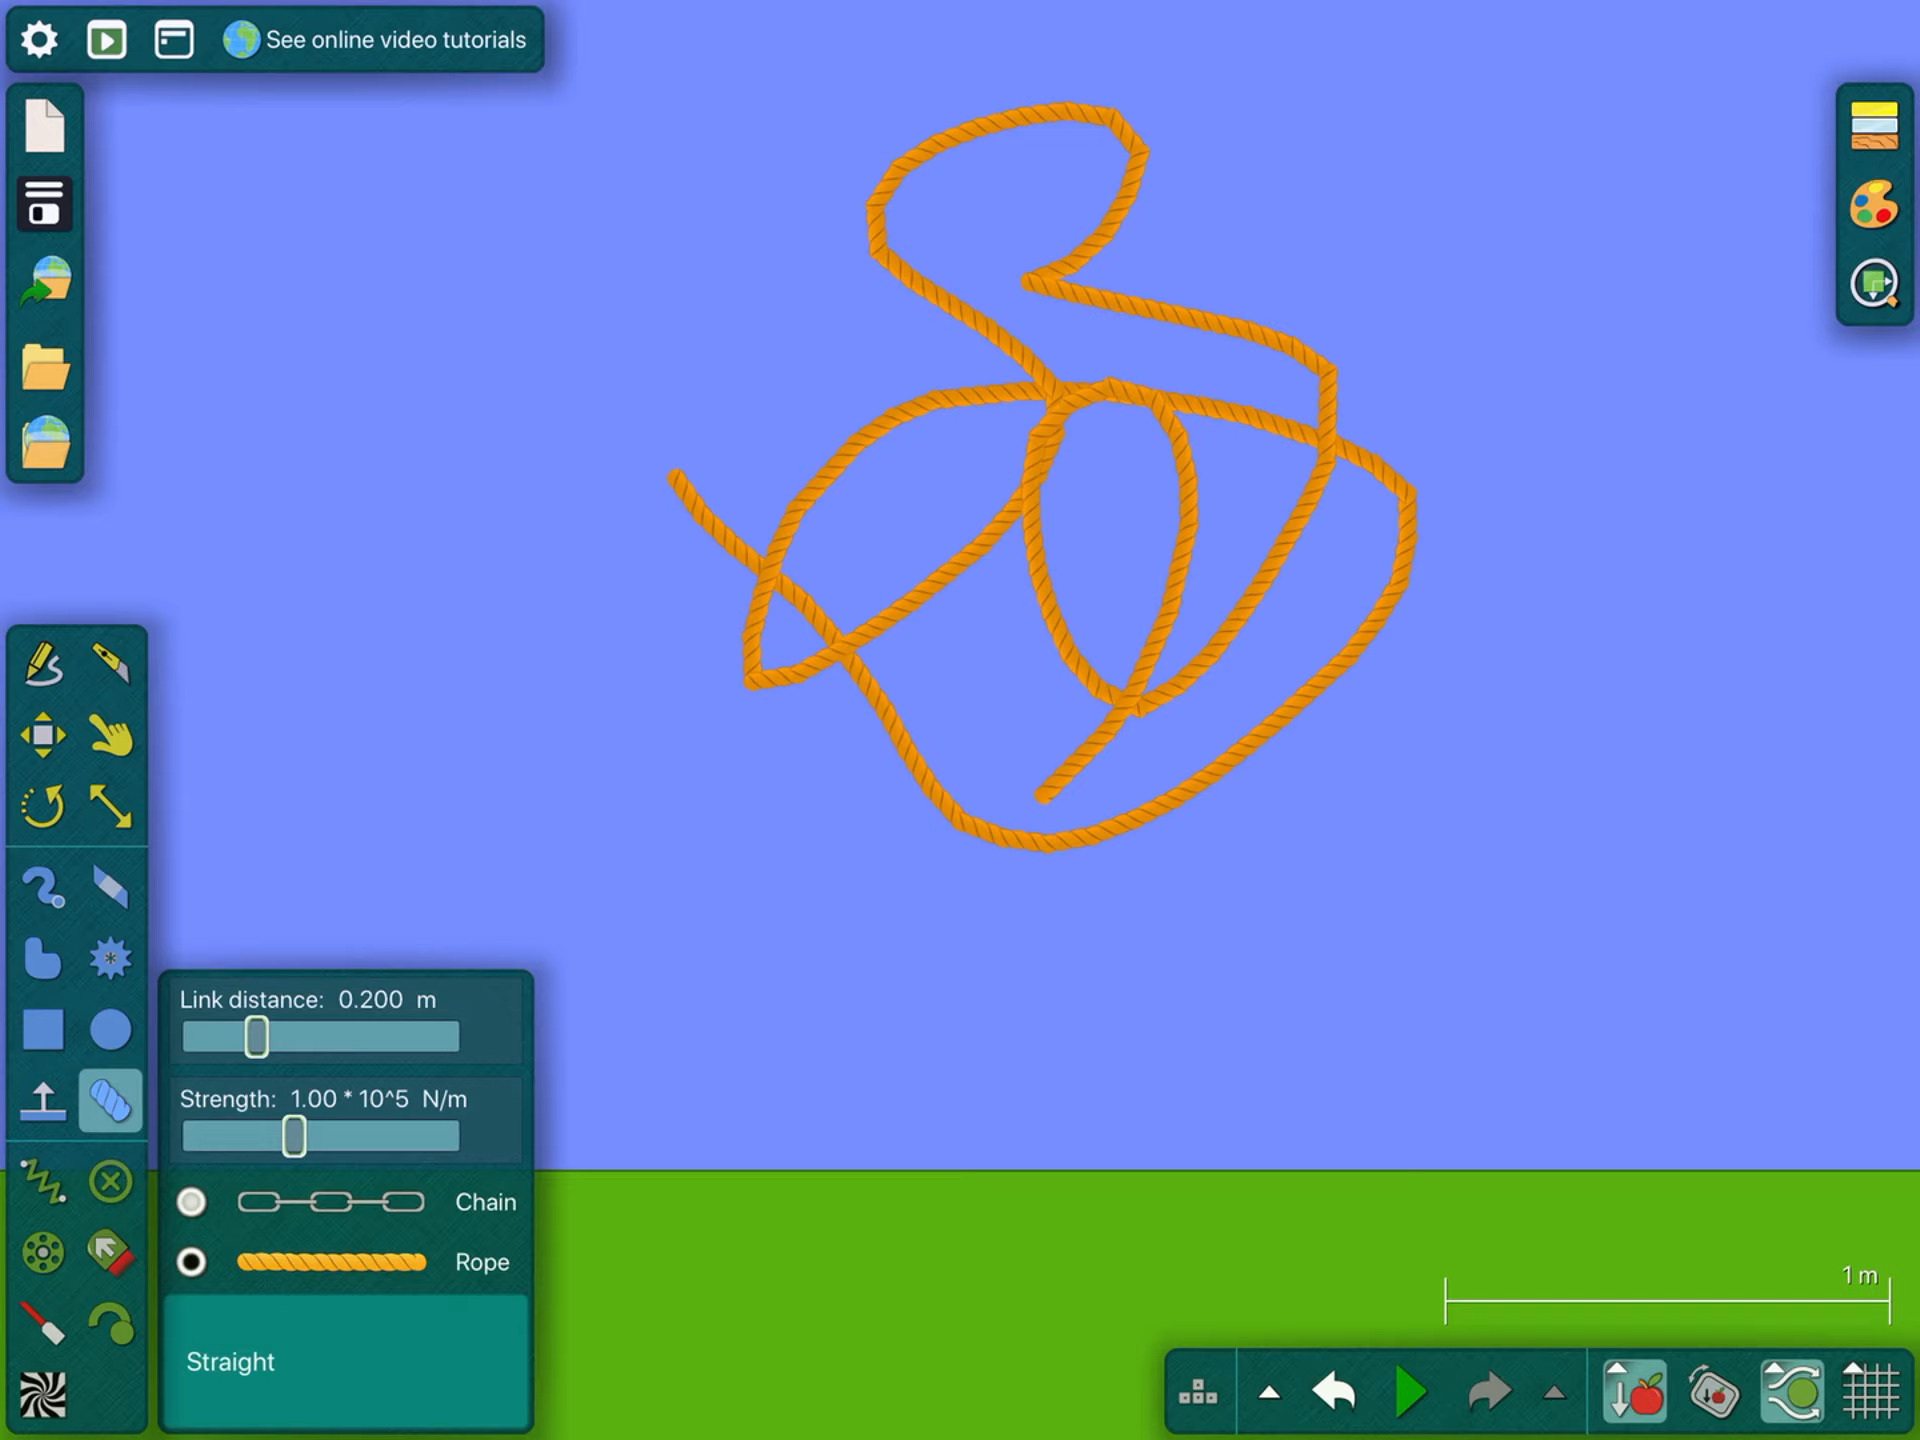 See online video tutorials
Link distance: 0.200 m
Strength: 1.00 * 10^5 N/m
Chain
Rope
Straight
1 m